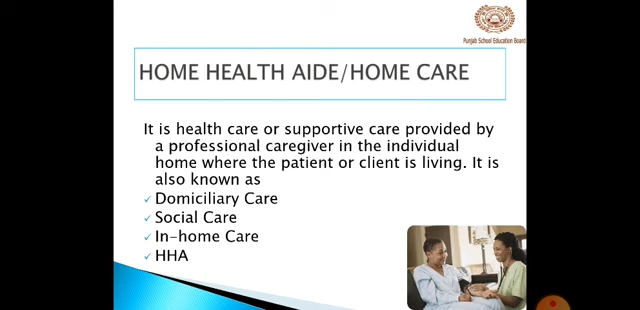 Punjab School Education Board
HOME HEALTH AIDE/HOME CARE
It is health care or supportive care provided by
a professional caregiver in the individual
home where the patient or client is living. It is
also known as
Domiciliary Care
Social Care
In-home Care
HHA